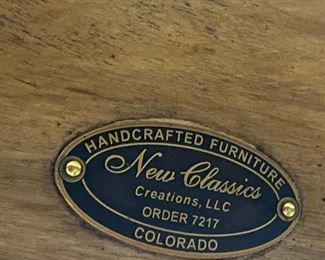 HANDCRAFTED FURNITURE
New Classics
Creations, LLC
ORDER 7217
COLORADO